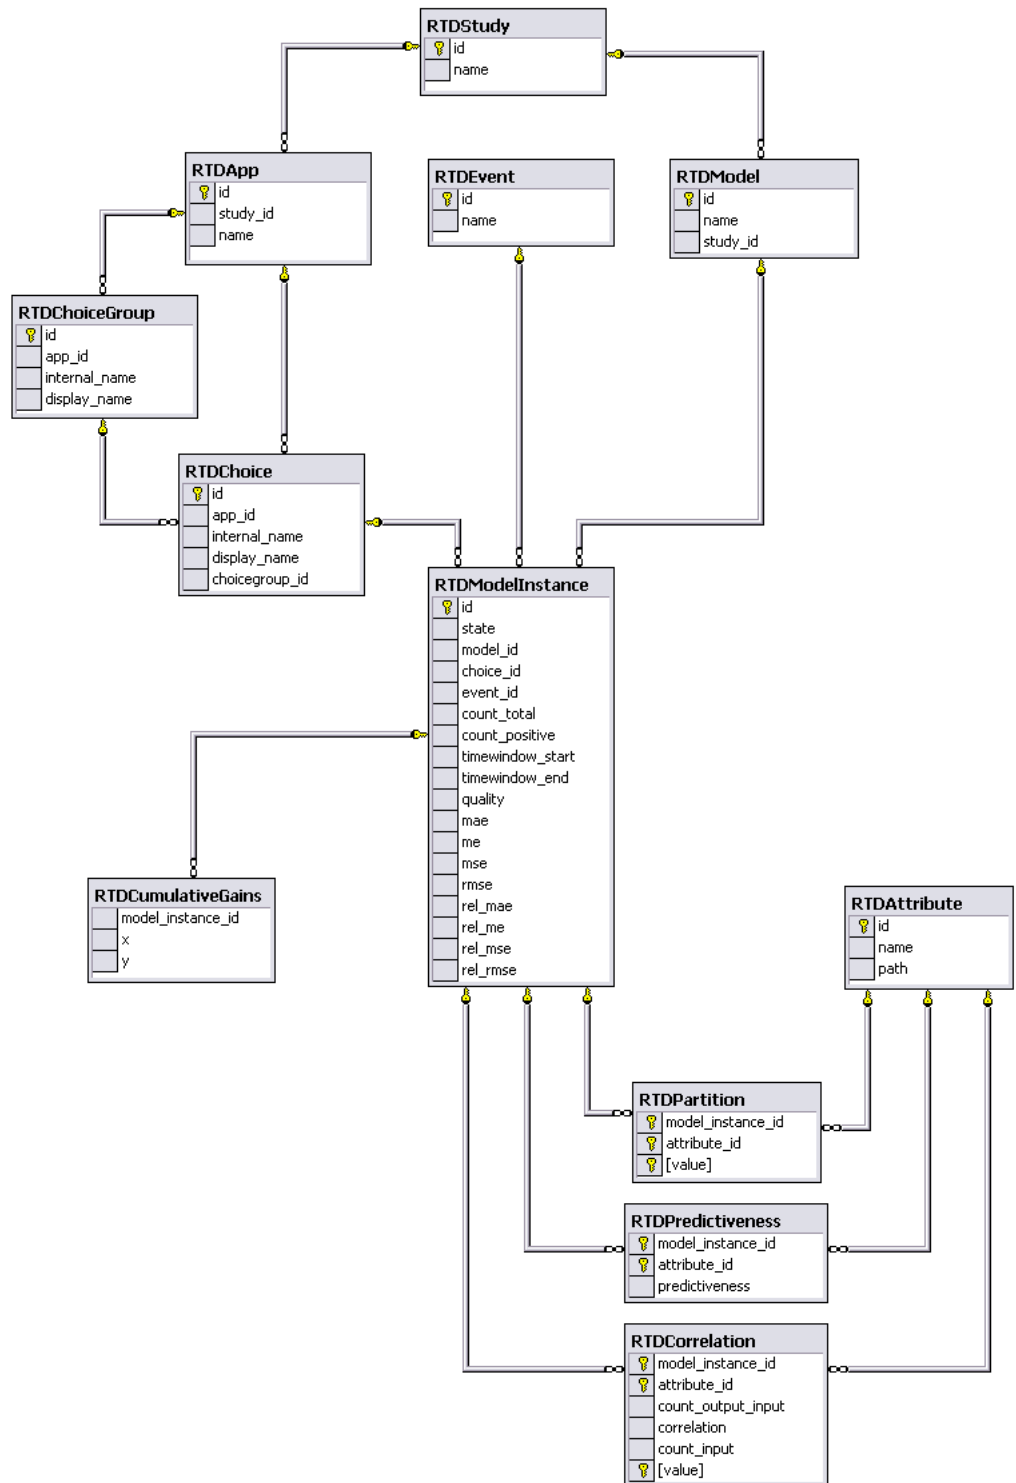 RTDStudy
id
name
RTDApp
id
study_id
name
RTDEvent
id
name
RTDModel
id
name
study_id
RTDChoiceGroup
id
app_id
internal_name
display_name
RTDChoice
id
app_id
internal_name
display_name
choicegroup_id
RTDModelInstance
id
state
model_id
choice_id
event_id
count_total
count_positive
timewindow_start
timewindow_end
quality
mae
me
mse
rmse
rel_mae
rel_me
rel_mse
rel_rmse
RTDCumulativeGains
model_instance_id
x
y
RTDAttribute
id
name
path
RTDPartition
model_instance_id
attribute_id
[value]
RTDPredictiveness
model_instance_id
attribute_id
predictiveness
RTDCorrelation
model_instance_id
attribute_id
count_output_input
correlation
count_input
[value]